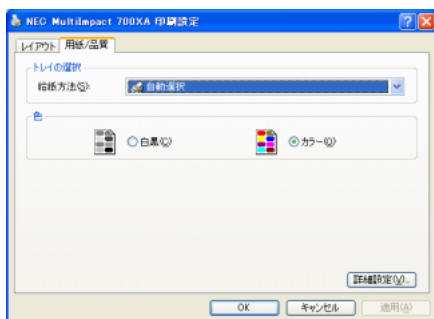 NEC MultiImpact 700XA 印刷設定
レイアウト 用紙/品質
トレイの選択
給紙方法(S): 自動選択
色
白黒(C) カラー(O)
詳細設定(V)...
OK キャンセル 適用(A)